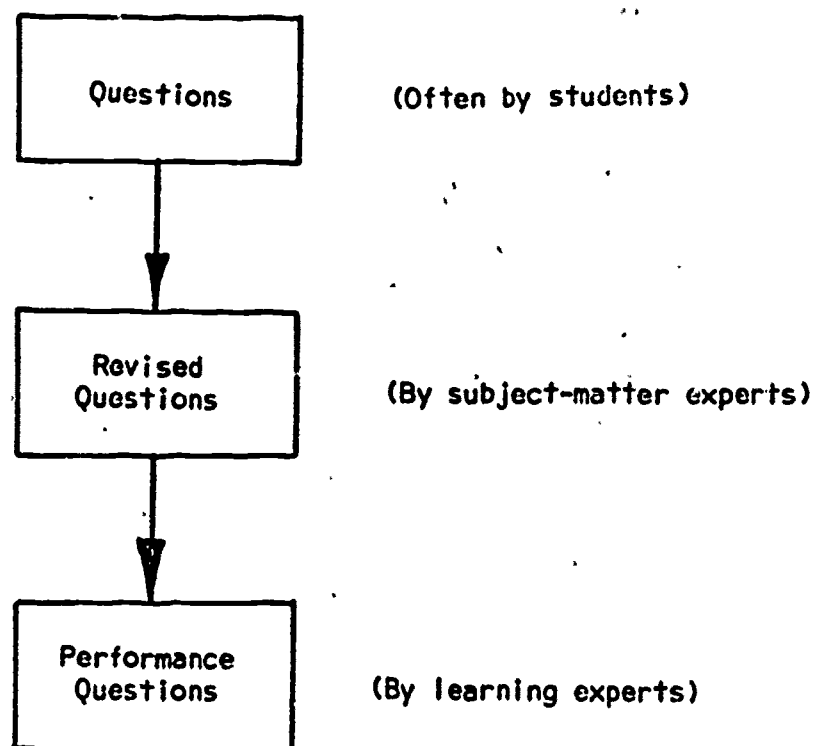 Questions
(Often by students)
Revised
Questions
(By subject-matter experts)
Performance
Questions
(By learning experts)